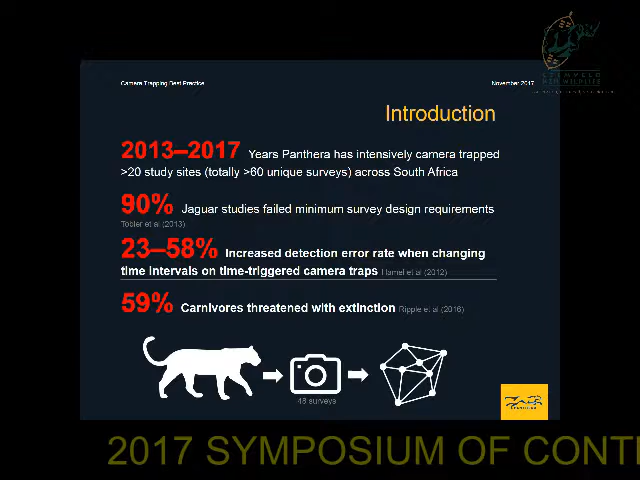 Camera Trapping Best Practice
November 2017
Introduction
2013–2017 Years Panthera has intensively camera trapped
>20 study sites (totally >60 unique surveys) across South Africa
90% Jaguar studies failed minimum survey design requirements
Tobler et al (2013)
23–58% Increased detection error rate when changing
time intervals on time-triggered camera traps Hamel et al (2012)
59% Carnivores threatened with extinction Ripple et al (2016)
48 surveys
PANTHERA
2017 SYMPOSIUM OF CONT